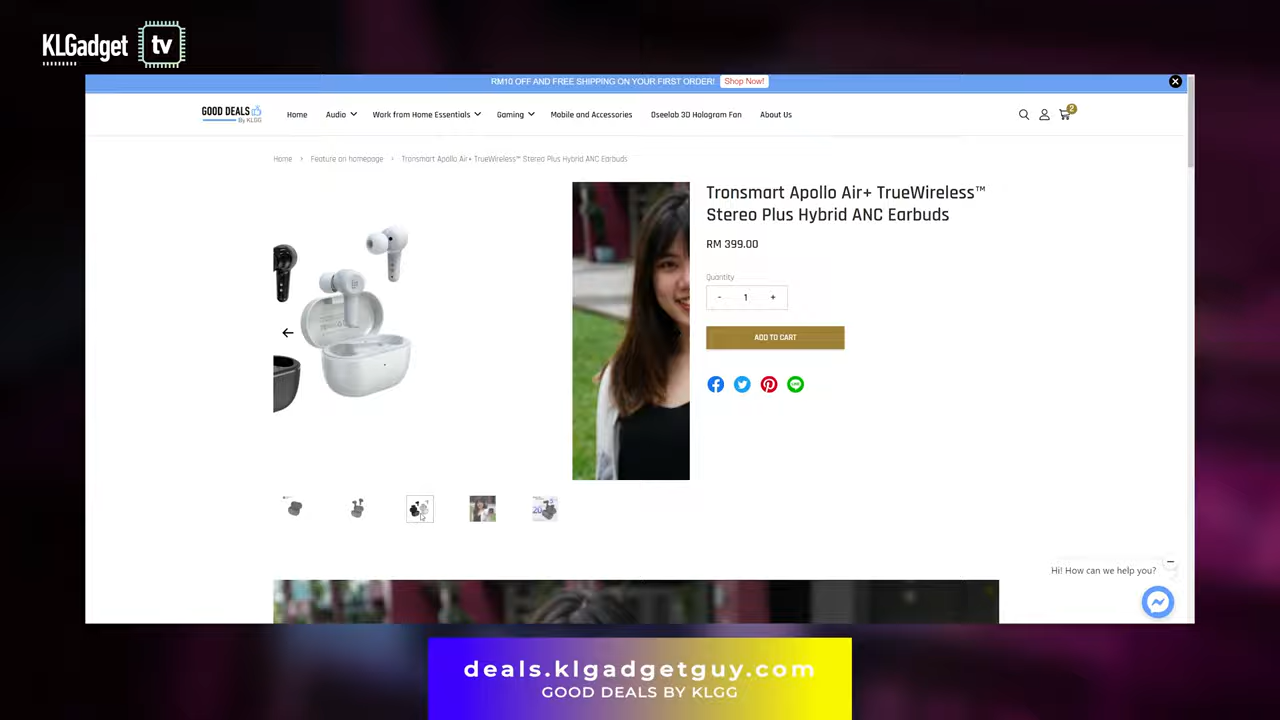 KLGadget tv
RM10 OFF AND FREE SHIPPING ON YOUR FIRST ORDER! Shop Now!
GOOD DEALS
By KLGG
Home
Audio
Work from Home Essentials
Gaming
Mobile and Accessories
Dseelab 3D Hologram Fan
About Us
2
Home > Feature on homepage > Tronsmart Apollo Air+ TrueWireless™ Stereo Plus Hybrid ANC Earbuds
Tronsmart Apollo Air+ TrueWireless™
Stereo Plus Hybrid ANC Earbuds
RM 399.00
Quantity
- 1 +
ADD TO CART
20
Hi! How can we help you?
deals.klgadgetguy.com
GOOD DEALS BY KLGG